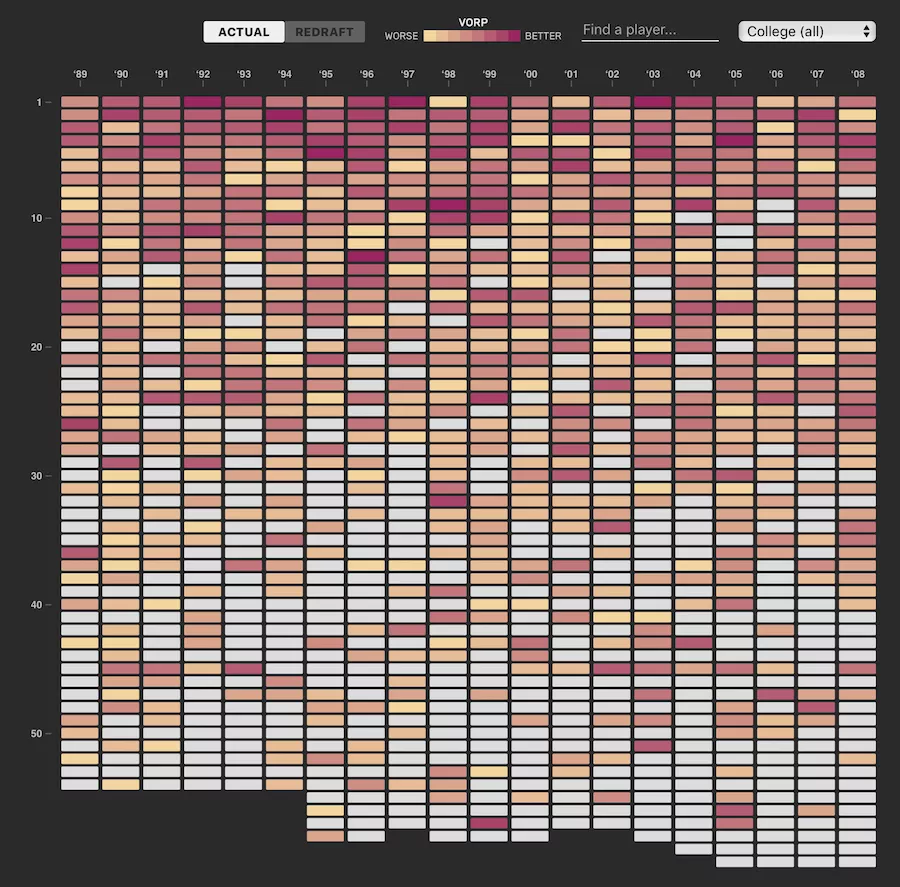 VORP
ACTUAL REDRAFT WORSE BETTER Find a player... College (all)
'89 '90 '91 '92 '93 '94 '95 '96 '97 '98 '99 '00 '01 '02 '03 '04 '05 '06 '07 '08
1
10
20
30
40
50